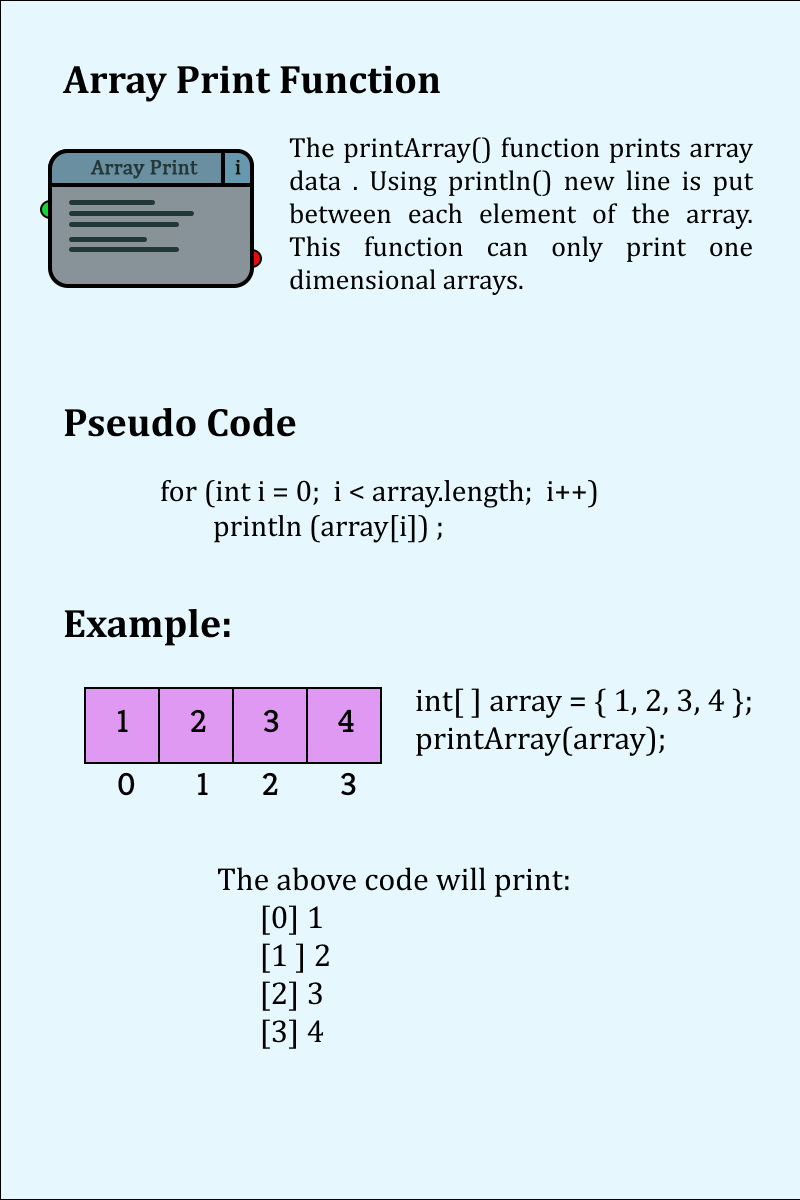 Array Print Function
Array Print i
The printArray() function prints array
data . Using println() new line is put
between each element of the array.
This function can only print one
dimensional arrays.
Pseudo Code
for (int i = 0; i < array.length; i++)
println (array[i]) ;
Example:
1 2 3 4
0 1 2 3
int[ ] array = { 1, 2, 3, 4 };
printArray(array);
The above code will print:
[0] 1
[1 ] 2
[2] 3
[3] 4